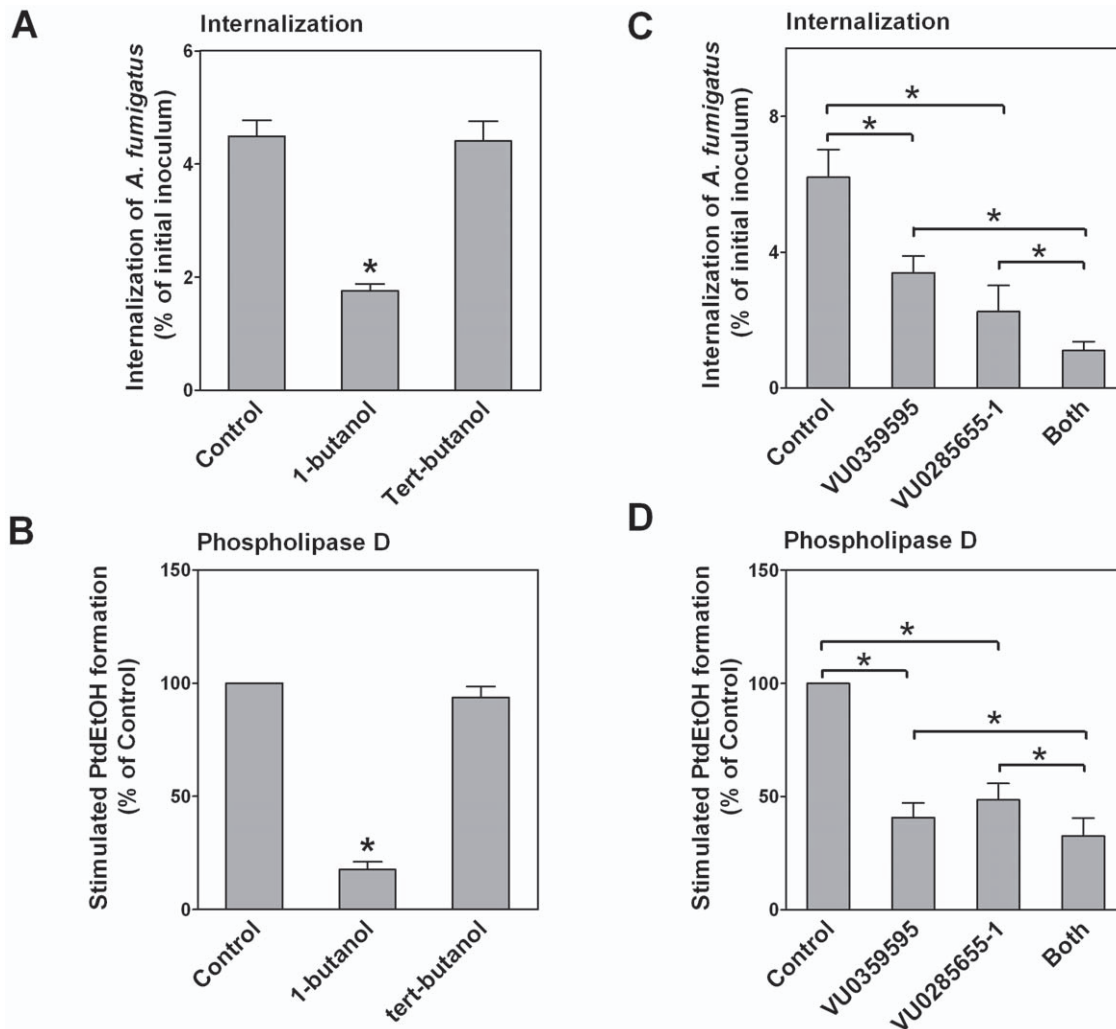 A
Internalization
Internalization of A. fumigatus
(% of initial inoculum)
6
4
2
0
*
Control
1-butanol
Tert-butanol
B
Phospholipase D
Stimulated PtdEtOH formation
(% of Control)
150
100
50
0
*
Control
1-butanol
tert-butanol
C
Internalization
Internalization of A. fumigatus
(% of initial inoculum)
8
4
0
*
*
*
*
Control
VU0359595
VU0285655-1
Both
D
Phospholipase D
Stimulated PtdEtOH formation
(% of Control)
150
100
50
0
*
*
*
*
Control
VU0359595
VU0285655-1
Both